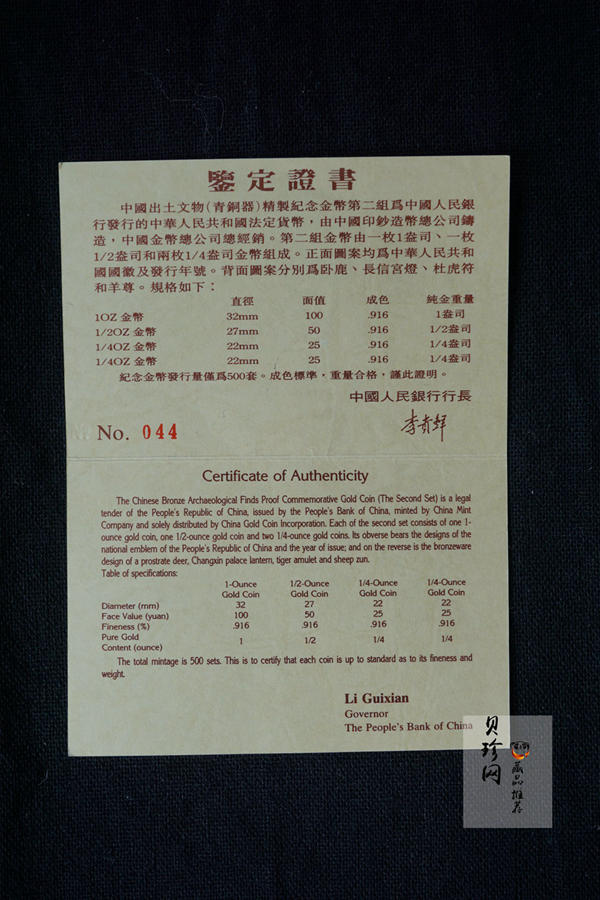 鑒定證書
中國出土文物(青銅器)精製紀念金幣第二組爲中國人民銀
行發行的中華人民共和國法定貨幣，由中國印鈔造幣總公司鑄
造，中國金幣總公司總經銷。第二組金幣由一枚1盎司、一枚
1/2盎司和兩枚1/4盎司金幣組成。正面圖案均爲中華人民共和
國國徽及發行年號。背面圖案分別爲卧鹿、長信宮燈、杜虎符
和羊尊。規格如下：
直徑 面值 成色 純金重量
1OZ 金幣 32mm 100 .916 1盎司
1/2OZ 金幣 27mm 50 .916 1/2盎司
1/4OZ 金幣 22mm 25 .916 1/4盎司
1/4OZ 金幣 22mm 25 .916 1/4盎司
紀念金幣發行量僅爲500套。成色標準，重量合格，謹此證明。
中國人民銀行行長
李貴鮮
No. 044
Certificate of Authenticity
The Chinese Bronze Archaeological Finds Proof Commemorative Gold Coin (The Second Set) is a legal
tender of the People's Republic of China, issued by the People's Bank of China, minted by China Mint
Company and solely distributed by China Gold Coin Incorporation. Each of the second set consists of one 1-
ounce gold coin, one 1/2-ounce gold coin and two 1/4-ounce gold coins. Its obverse bears the designs of the
national emblem of the People's Republic of China and the year of issue; and on the reverse is the bronzeware
design of a prostrate deer, Changxin palace lantern, tiger amulet and sheep zun.
Table of specifications:
1-Ounce 1/2-Ounce 1/4-Ounce 1/4-Ounce
Gold Coin Gold Coin Gold Coin Gold Coin
Diameter (mm) 32 27 22 22
Face Value (yuan) 100 50 25 25
Fineness (%) .916 .916 .916 .916
Pure Gold
Content (ounce) 1 1/2 1/4 1/4
The total mintage is 500 sets. This is to certify that each coin is up to standard as to its fineness and
weight.
Li Guixian
Governor
The People's Bank of China
贝珍网
藏品推荐